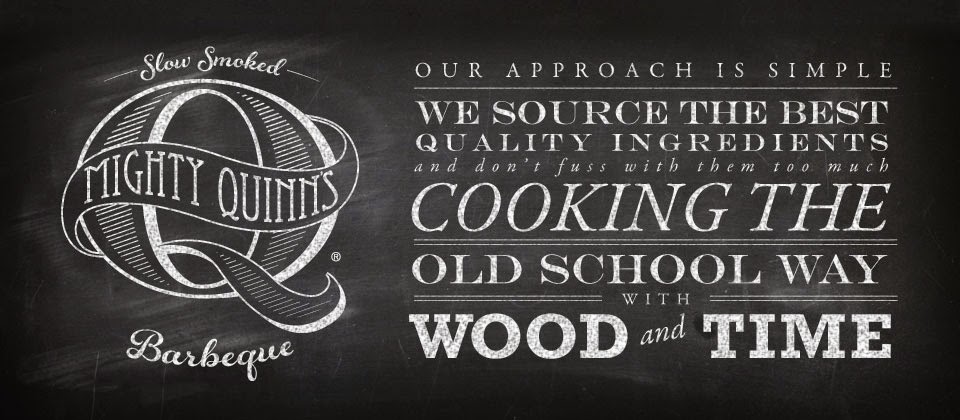 Slow Smoked
MIGHTY QUINN'S
®
Barbeque
OUR APPROACH IS SIMPLE
WE SOURCE THE BEST
QUALITY INGREDIENTS
and don't fuss with them too much
COOKING THE
OLD SCHOOL WAY
WITH
WOOD and TIME